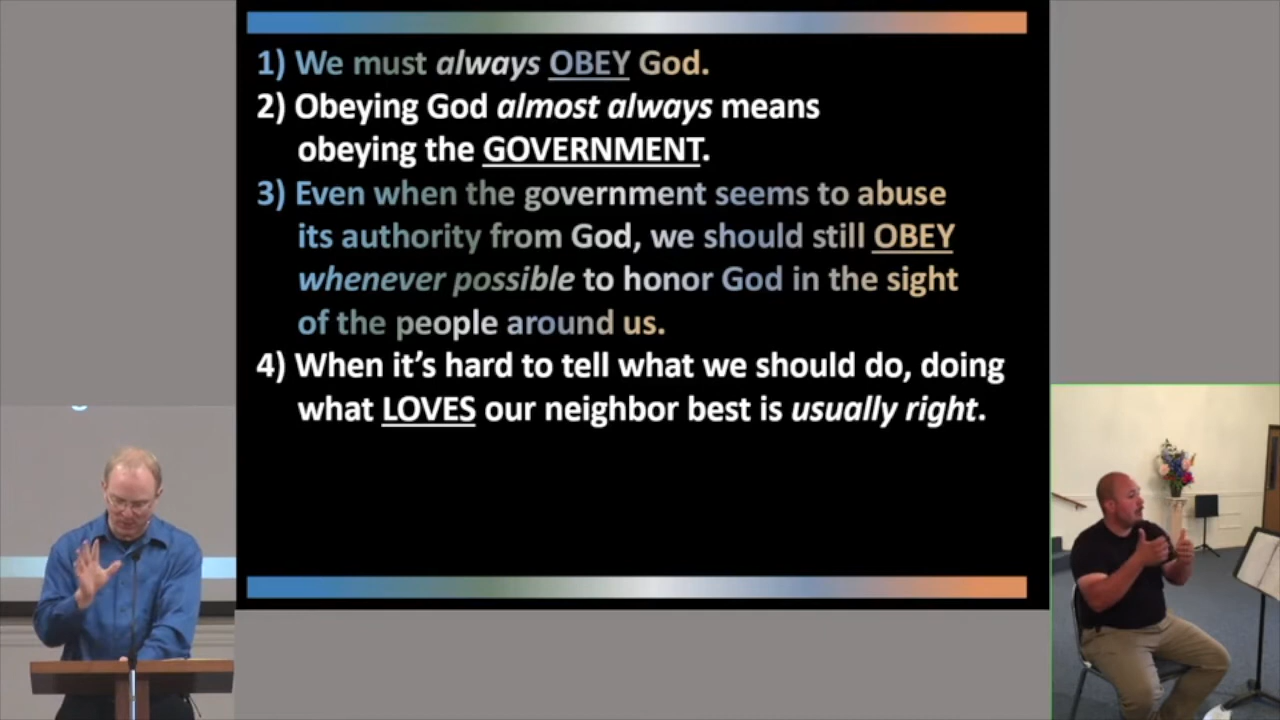 1) We must always OBEY God.
2) Obeying God almost always means
obeying the GOVERNMENT.
3) Even when the government seems to abuse
its authority from God, we should still OBEY
whenever possible to honor God in the sight
of the people around us.
4) When it's hard to tell what we should do, doing
what LOVES our neighbor best is usually right.